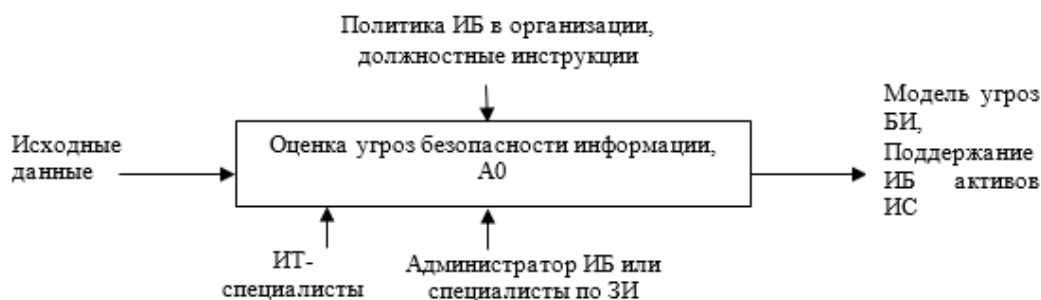 Политика ИБ в организации,
должностные инструкции
Исходные
данные
Оценка угроз безопасности информации,
А0
Модель угроз
БИ,
Поддержание
ИБ активов
ИС
ИТ-
специалисты
Администратор ИБ или
специалисты по ЗИ